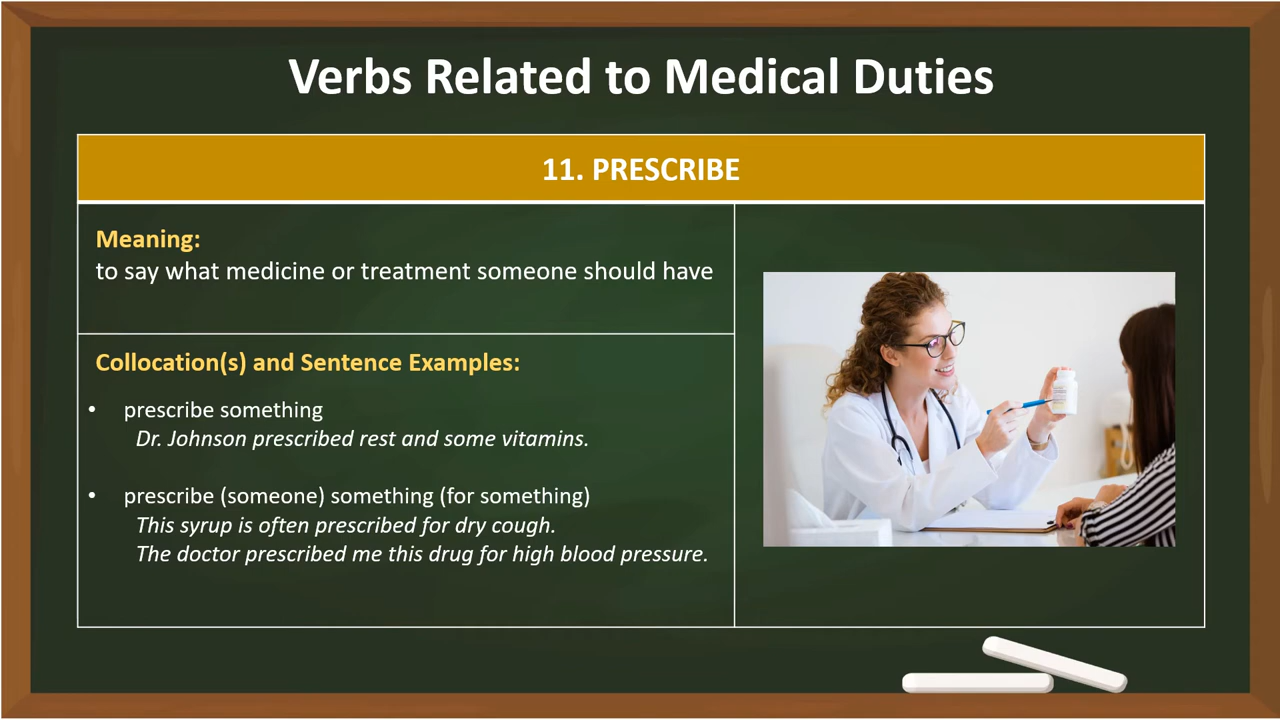 Verbs Related to Medical Duties
11. PRESCRIBE
Meaning:
to say what medicine or treatment someone should have
Collocation(s) and Sentence Examples:
• prescribe something
Dr. Johnson prescribed rest and some vitamins.
• prescribe (someone) something (for something)
This syrup is often prescribed for dry cough.
The doctor prescribed me this drug for high blood pressure.